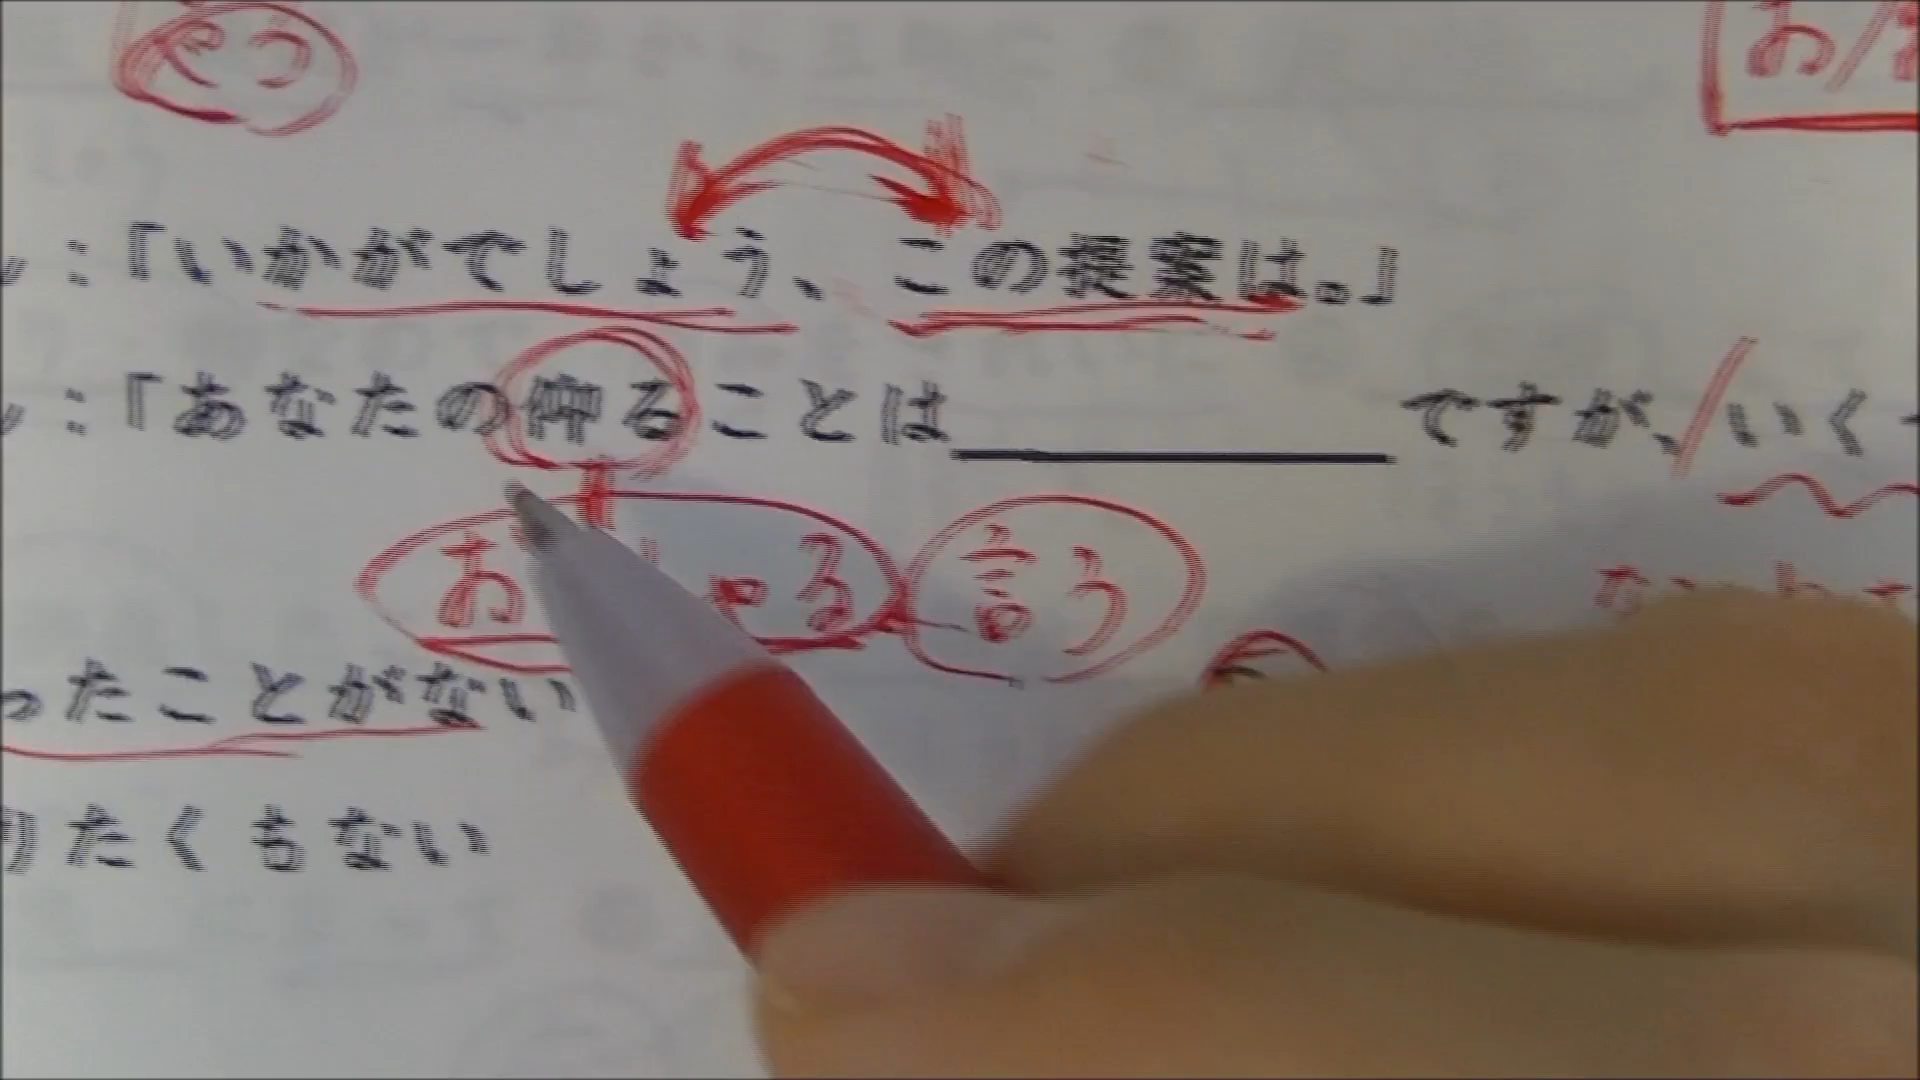 お/
：「いかがでしょう、この提案は。」
：「あなたの仰ることは＿＿＿＿＿ですが、いく
お　ゃる　言う
ったことがない
りたくもない